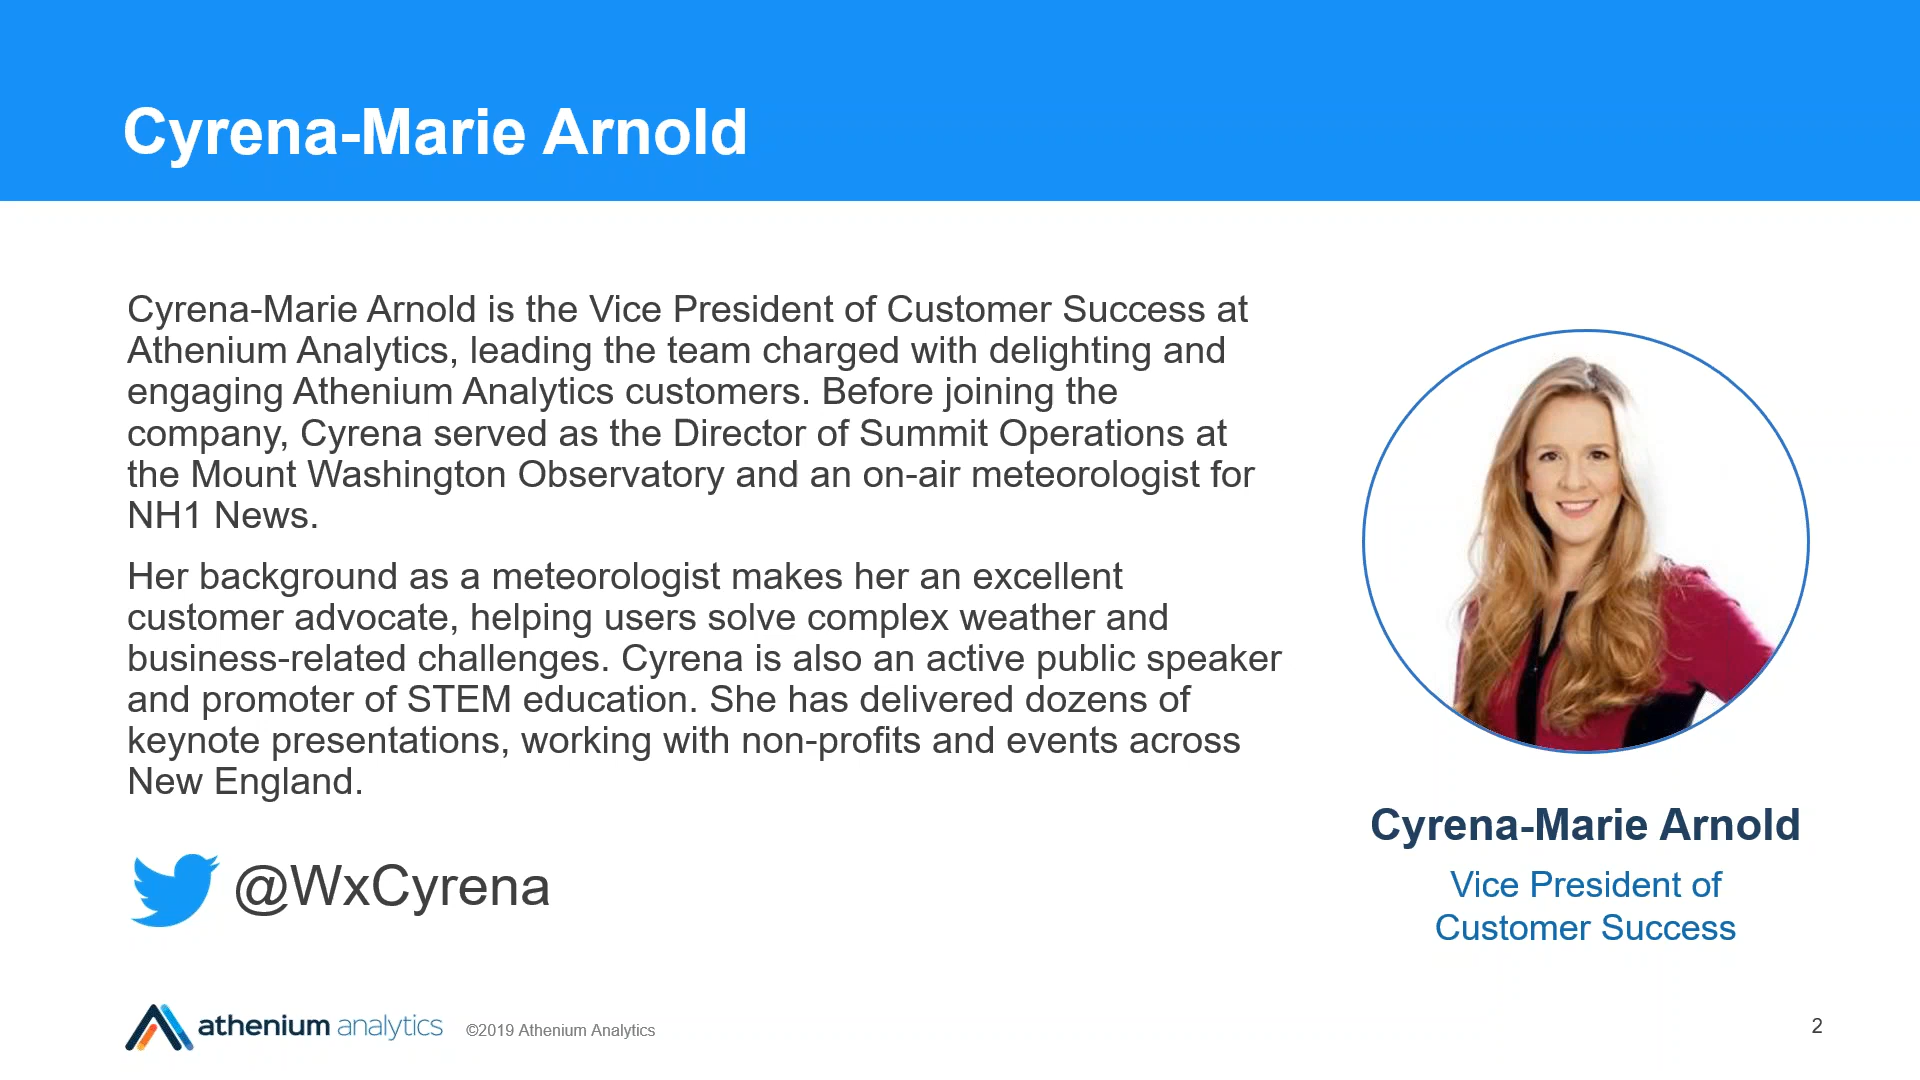 Cyrena-Marie Arnold
Cyrena-Marie Arnold is the Vice President of Customer Success at
Athenium Analytics, leading the team charged with delighting and
engaging Athenium Analytics customers. Before joining the
company, Cyrena served as the Director of Summit Operations at
the Mount Washington Observatory and an on-air meteorologist for
NH1 News.
Her background as a meteorologist makes her an excellent
customer advocate, helping users solve complex weather and
business-related challenges. Cyrena is also an active public speaker
and promoter of STEM education. She has delivered dozens of
keynote presentations, working with non-profits and events across
New England.
@WxCyrena
Cyrena-Marie Arnold
Vice President of
Customer Success
athenium analytics
©2019 Athenium Analytics
2